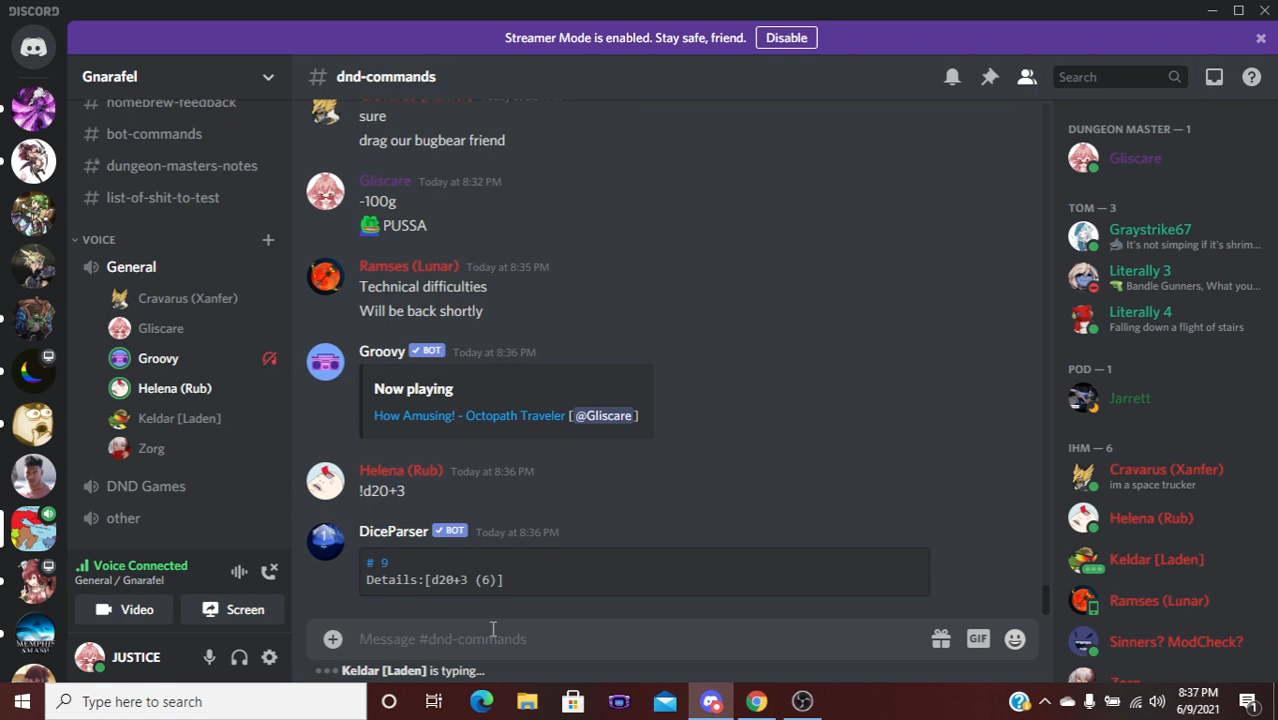 DISCORD
Streamer Mode is enabled. Stay safe, friend. Disable
Gnarafel
homebrew-feedback
bot-commands
dungeon-masters-notes
list-of-shit-to-test
VOICE
General
Cravarus (Xanfer)
Gliscare
Groovy
Helena (Rub)
Keldar [Laden]
Zorg
DND Games
other
Voice Connected
General / Gnarafel
Video
Screen
JUSTICE
# dnd-commands
Search
sure
drag our bugbear friend
Gliscare Today at 8:32 PM
-100g
PUSSA
Ramses (Lunar) Today at 8:35 PM
Technical difficulties
Will be back shortly
Groovy ✓ BOT Today at 8:36 PM
Now playing
How Amusing! - Octopath Traveler [ @Gliscare ]
Helena (Rub) Today at 8:36 PM
!d20+3
DiceParser ✓ BOT Today at 8:36 PM
# 9
Details:[d20+3 (6)]
Message #dnd-commands
GIF
Keldar [Laden] is typing...
DUNGEON MASTER — 1
Gliscare
TOM — 3
Graystrike67
It's not simping if it's shrim...
Literally 3
Bandle Gunners, What you...
Literally 4
Falling down a flight of stairs
POD — 1
Jarrett
IHM — 6
Cravarus (Xanfer)
im a space trucker
Helena (Rub)
Keldar [Laden]
Ramses (Lunar)
Sinners? ModCheck?
Zorg
Type here to search
8:37 PM
6/9/2021
1